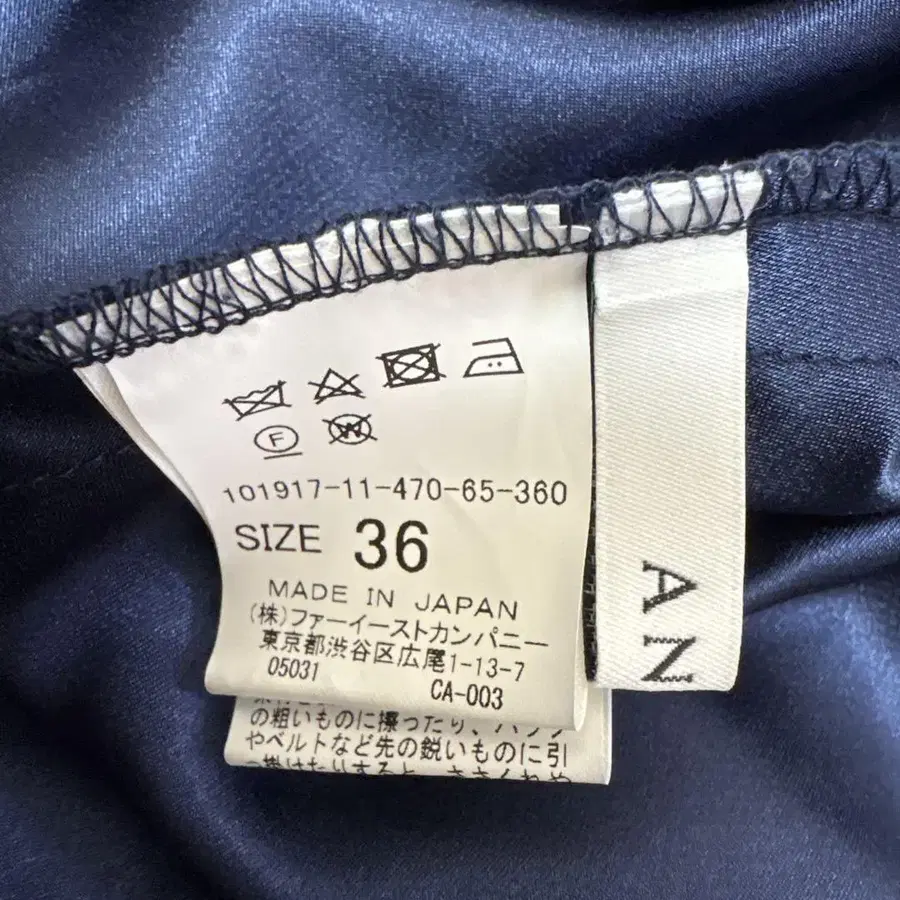 F
W
101917-11-470-65-360
SIZE 36
MADE IN JAPAN
(株)ファーイーストカンパニー
東京都渋谷区広尾1-13-7
05031 CA-003
の粗いものに擦ったり、バッグ
やベルトなど先の鋭いものに引
AN